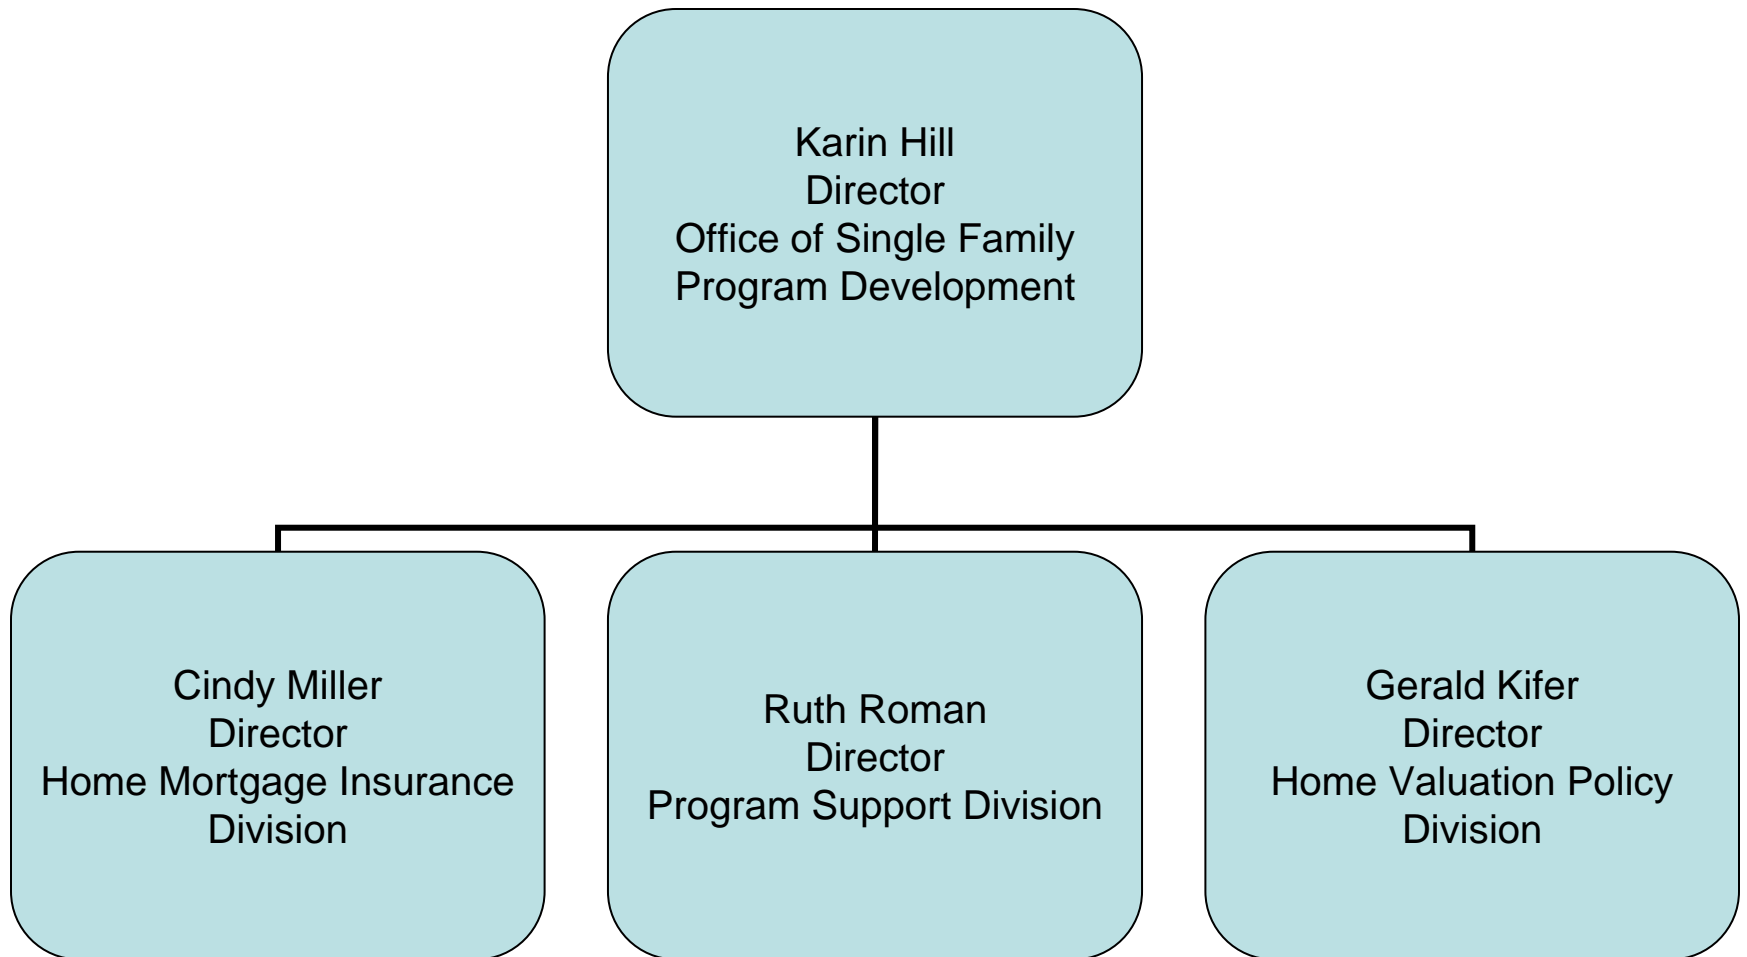 Karin Hill
Director
Office of Single Family
Program Development
Cindy Miller
Director
Home Mortgage Insurance
Division
Ruth Roman
Director
Program Support Division
Gerald Kifer
Director
Home Valuation Policy
Division